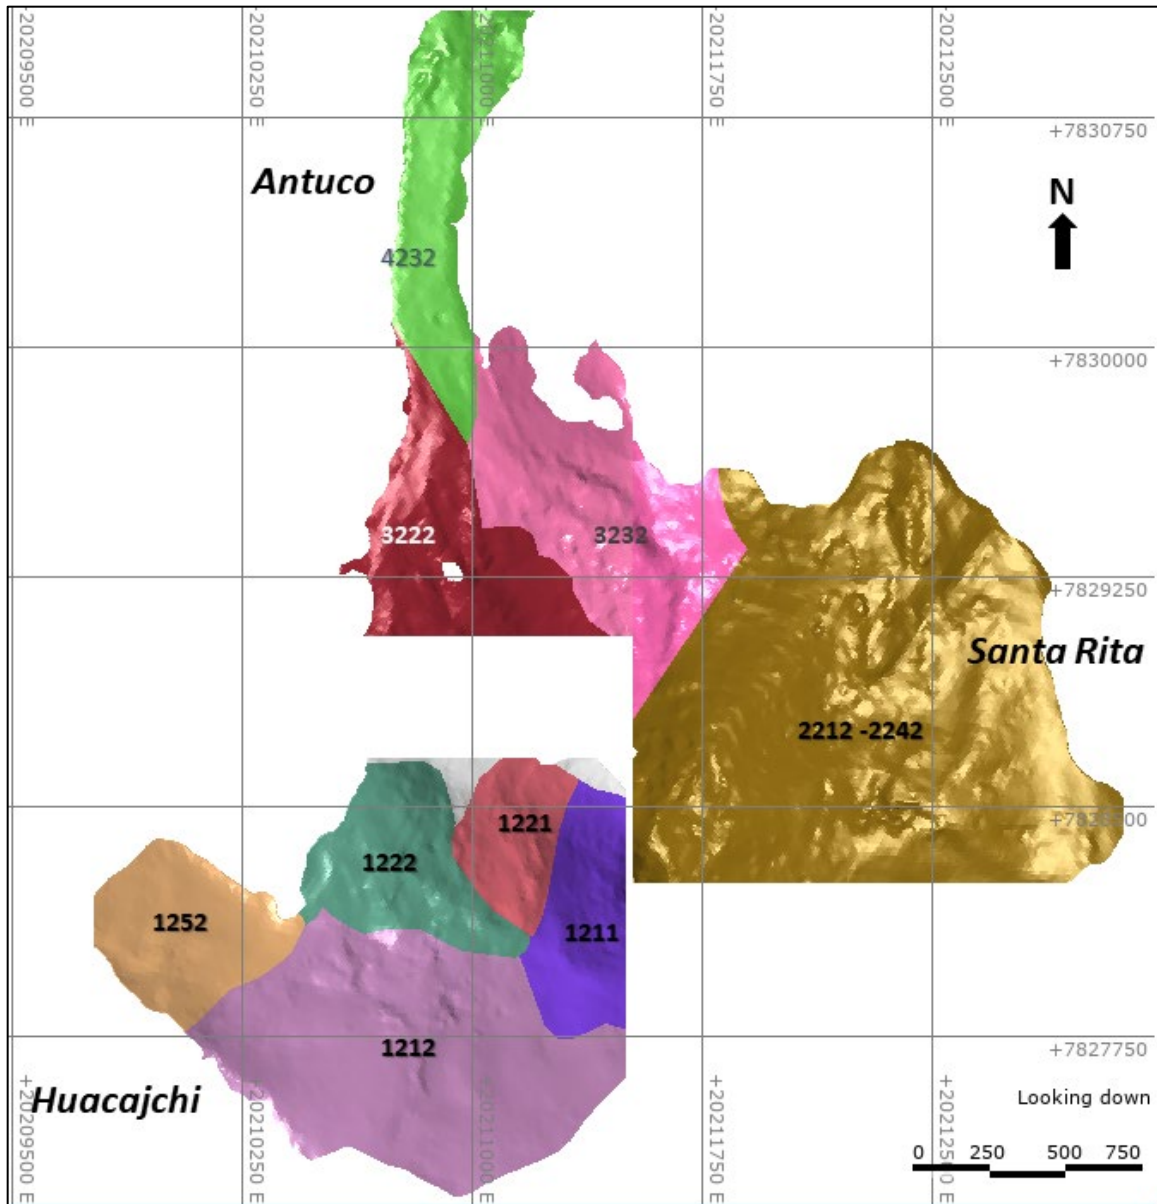 20209500 E
20210250 E
20211000 E
20211750 E
20212500 E
+7830750
Antuco
N
4232
+7830000
3222
3232
+7829250
Santa Rita
2212 -2242
1221
1222
1252
1211
+7827750
1212
Huacajchi
Looking down
0 250 500 750
+20209500 E
+20210250 E
+20211000 E
+20211750 E